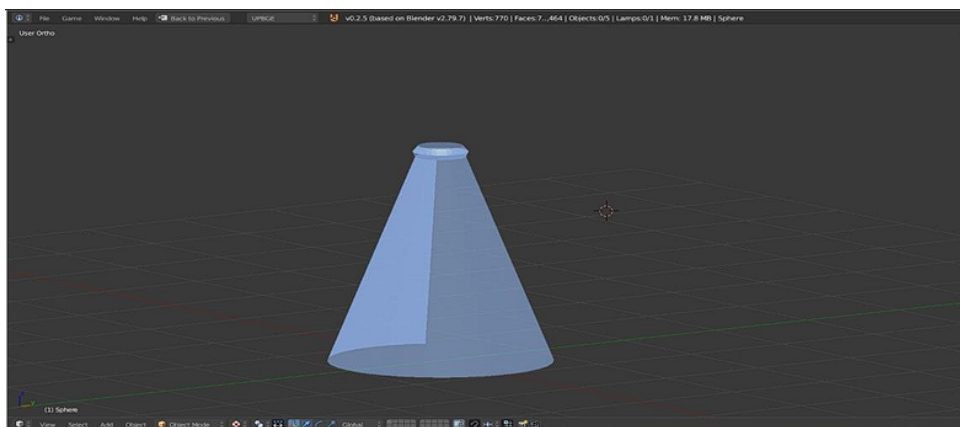 File Game Window Help Back to Previous UPBGE v0.2.5 (based on Blender v2.79.7) | Verts:770 | Faces:7...,464 | Objects:0/5 | Lamps:0/1 | Mem: 17.8 MB | Sphere
User Ortho
(1) Sphere
View Select Add Object Object Mode Global